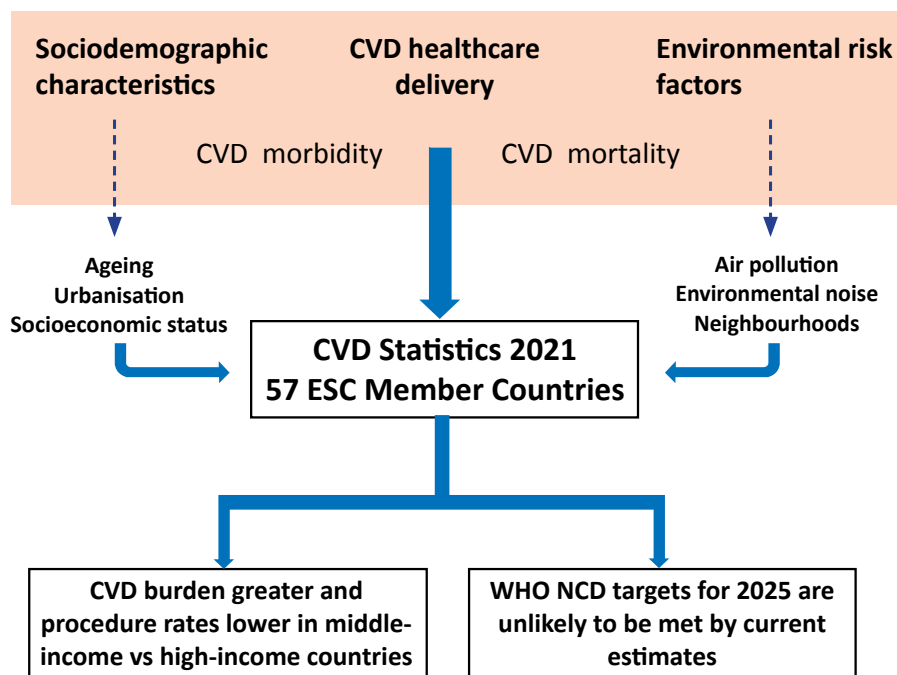 Sociodemographic
characteristics
CVD healthcare
delivery
Environmental risk
factors
CVD morbidity
CVD mortality
Ageing
Urbanisation
Socioeconomic status
Air pollution
Environmental noise
Neighbourhoods
CVD Statistics 2021
57 ESC Member Countries
CVD burden greater and
procedure rates lower in middle-
income vs high-income countries
WHO NCD targets for 2025 are
unlikely to be met by current
estimates